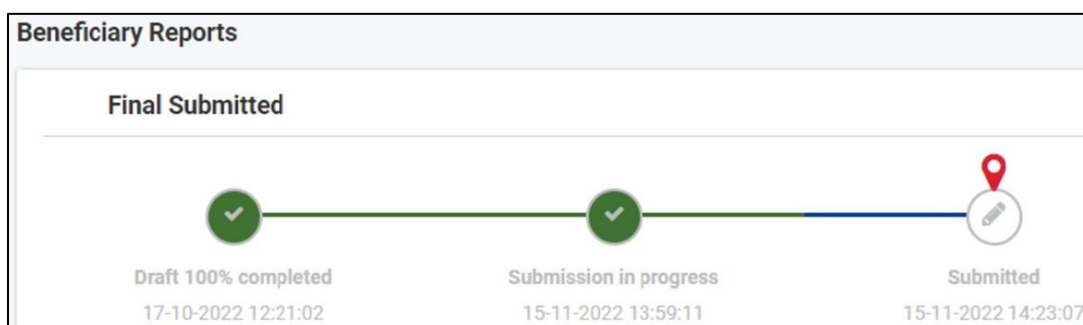 Beneficiary Reports
Final Submitted
Draft 100% completed
17-10-2022 12:21:02
Submission in progress
15-11-2022 13:59:11
Submitted
15-11-2022 14:23:07